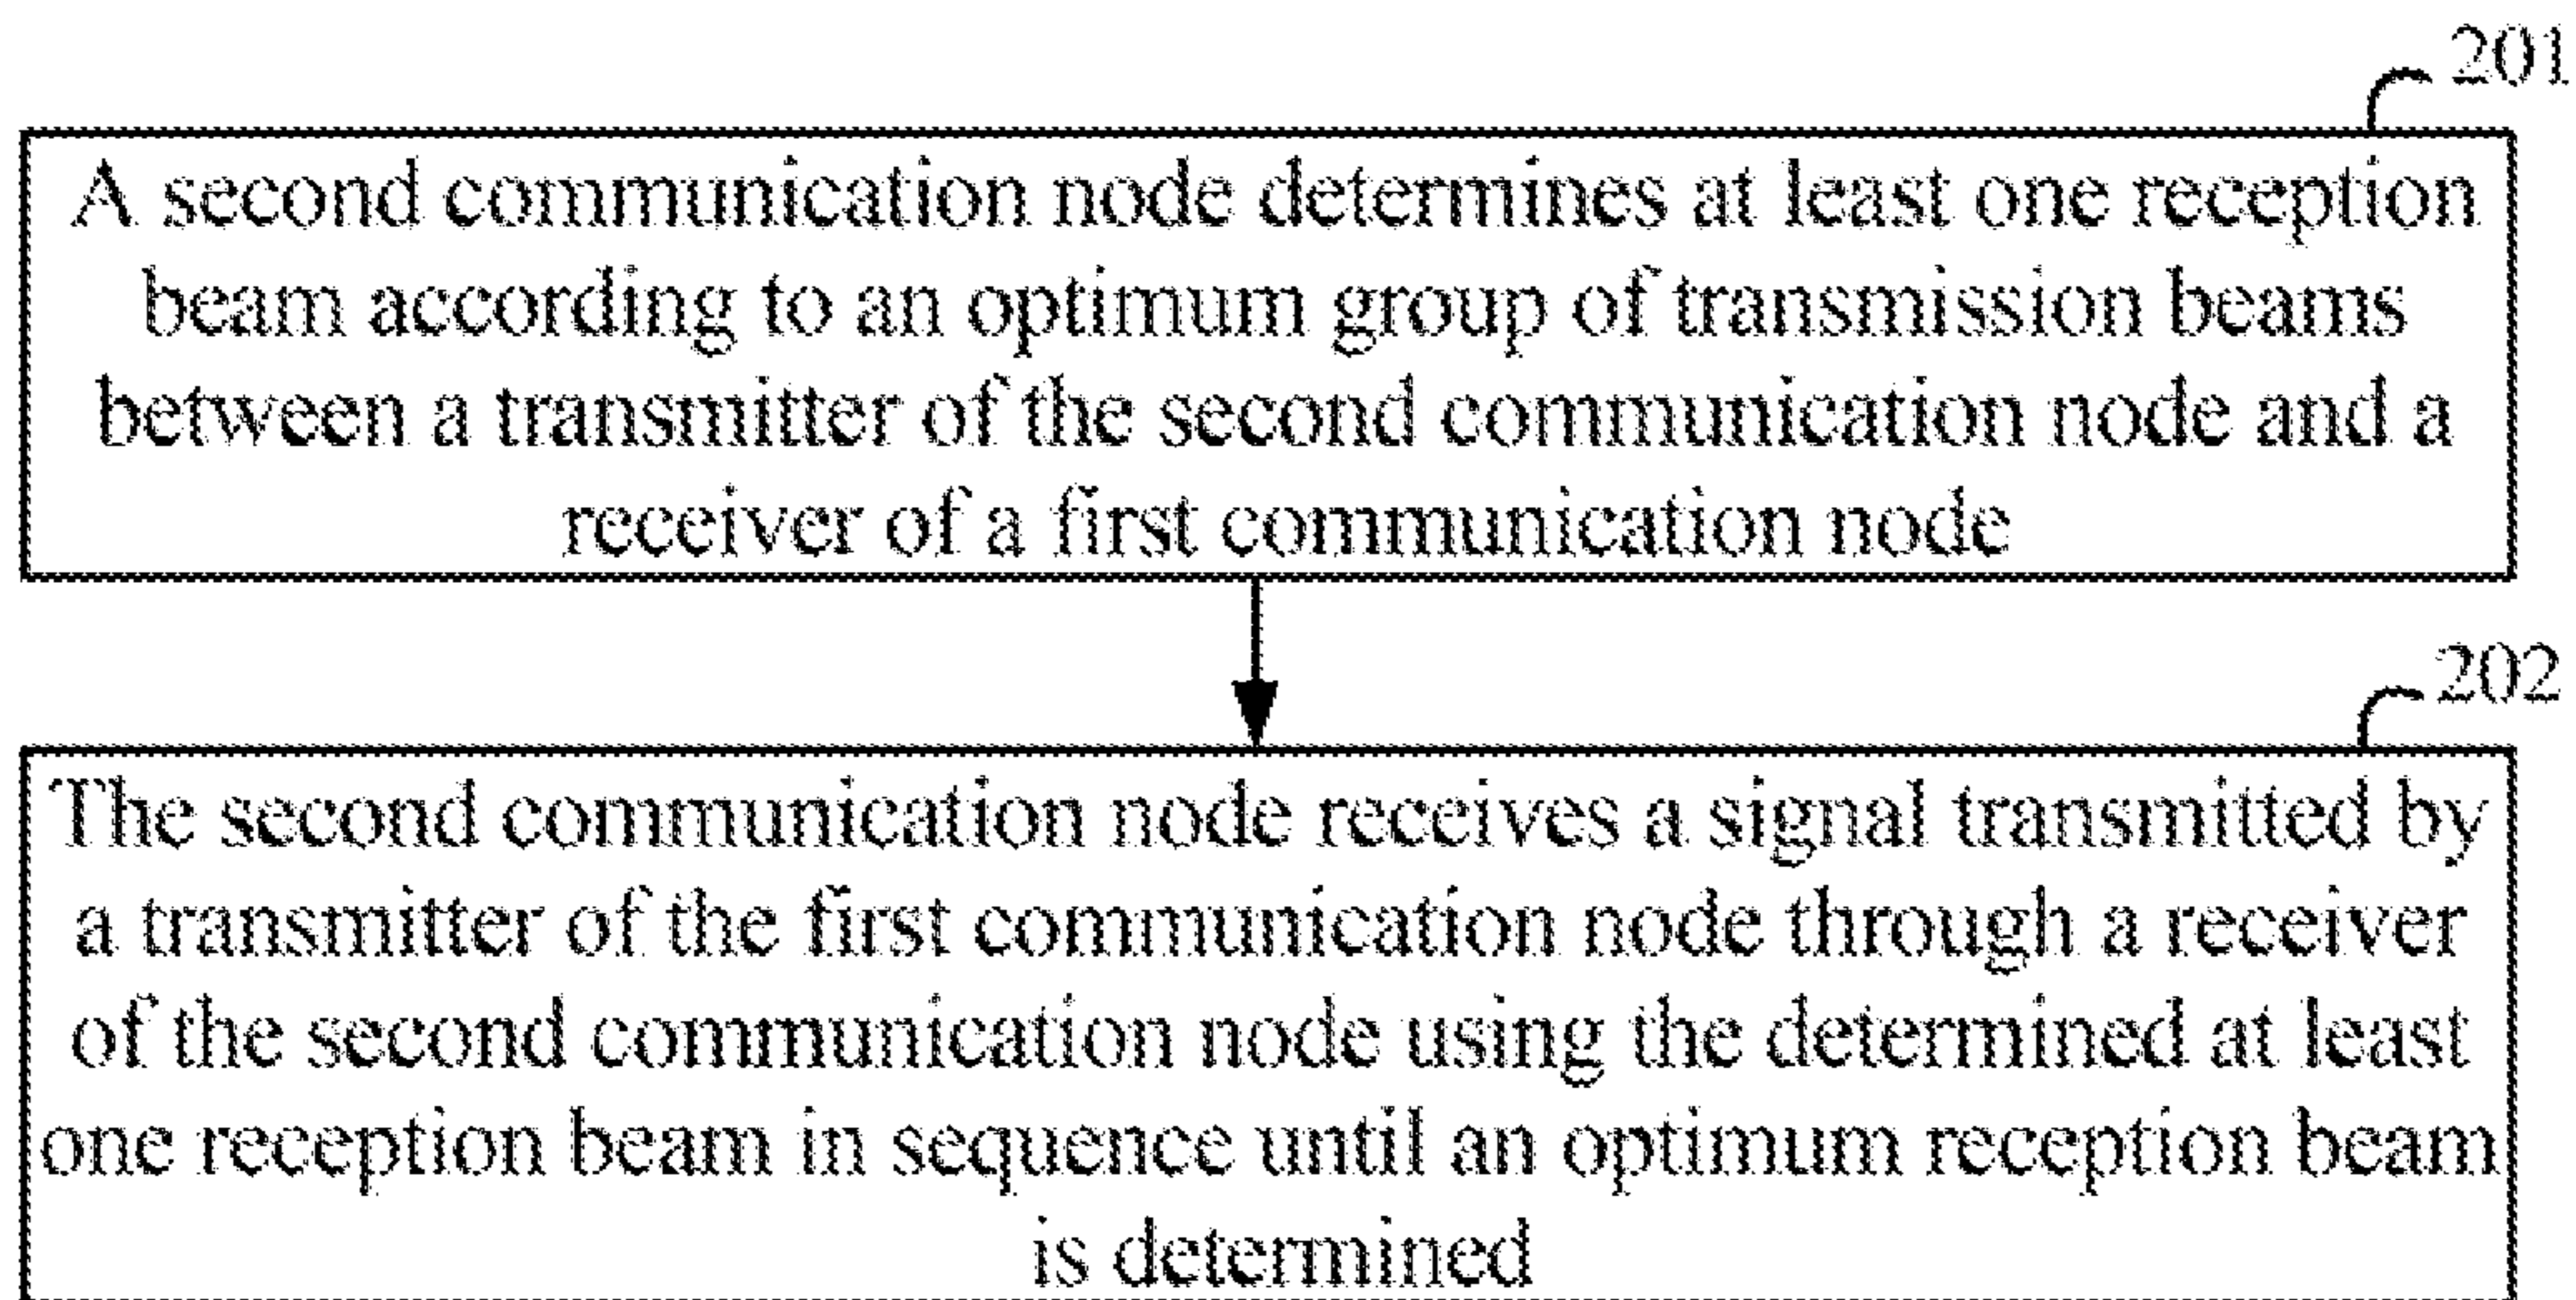 201
A second communication node determines at least one reception
beam according to an optimum group of transmission beams
between a transmitter of the second communication node and a
receiver of a first communication node
202
The second communication node receives a signal transmitted by
a transmitter of the first communication node through a receiver
of the second communication node using the determined at least
one reception beam in sequence until an optimum reception beam
is determined